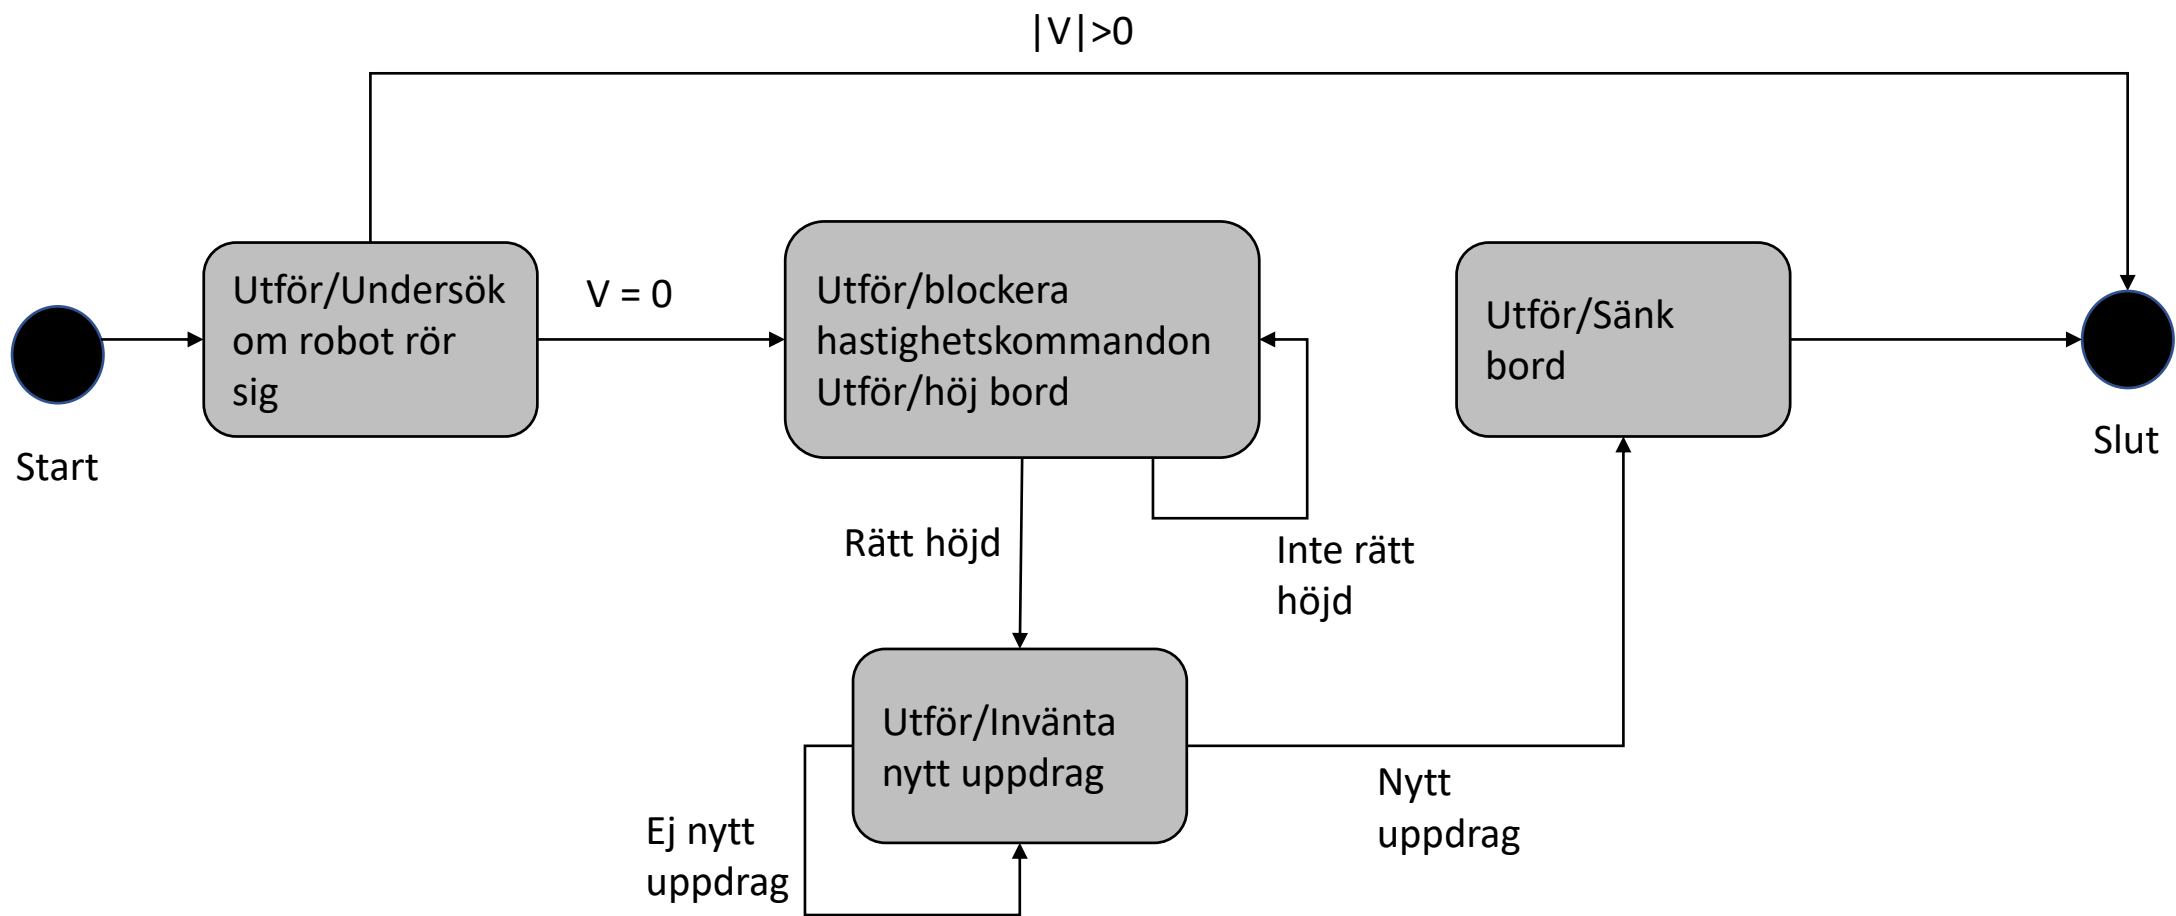 |V|>0
Utför/Undersök
om robot rör
sig
V = 0
Utför/blockera
hastighetskommandon
Utför/höj bord
Utför/Sänk
bord
Start
Slut
Rätt höjd
Inte rätt
höjd
Utför/Invänta
nytt uppdrag
Nytt
uppdrag
Ej nytt
uppdrag